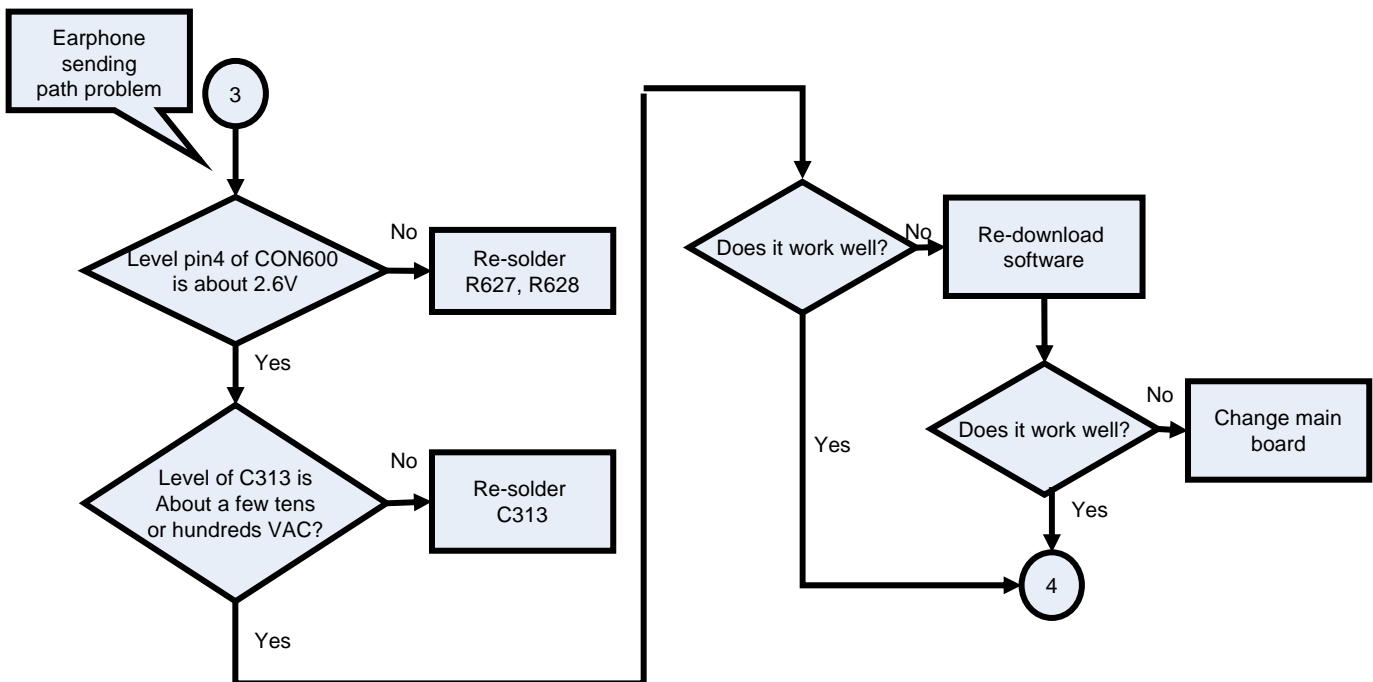 Earphone
sending
path problem
3
Level pin4 of CON600
is about 2.6V
No
Re-solder
R627, R628
Yes
Level of C313 is
About a few tens
or hundreds VAC?
No
Re-solder
C313
Yes
Does it work well?
No
Re-download
software
Yes
Does it work well?
No
Change main
board
Yes
4